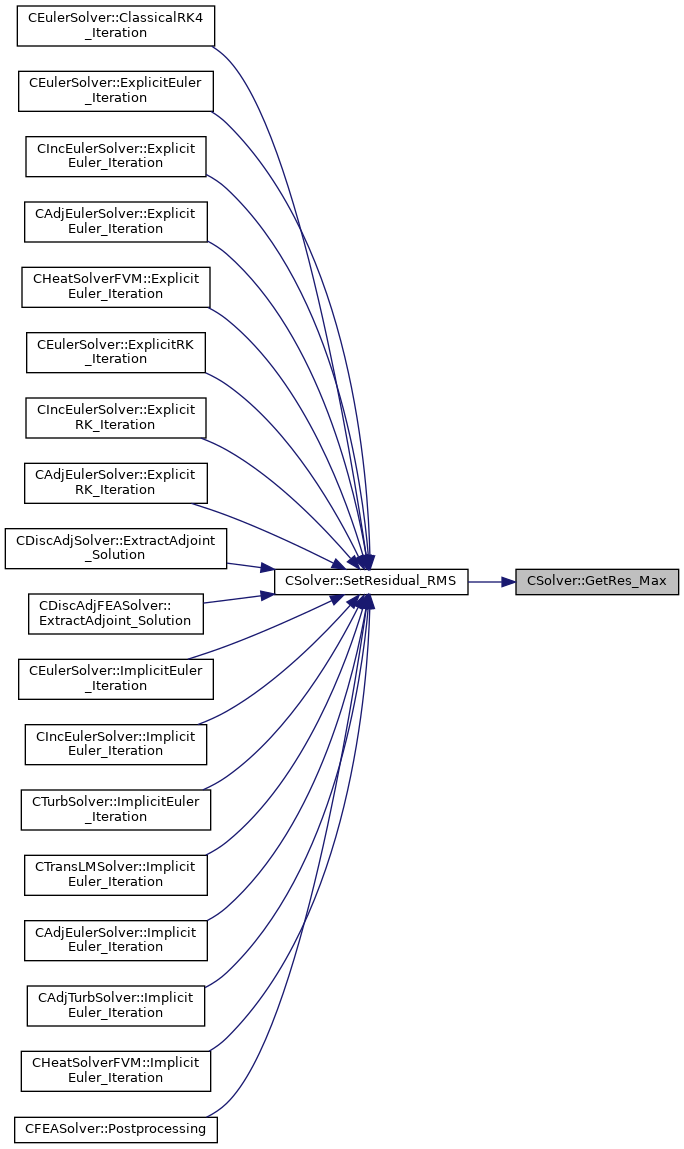 CEulerSolver::ClassicalRK4
_Iteration
CEulerSolver::ExplicitEuler
_Iteration
CIncEulerSolver::Explicit
Euler_Iteration
CAdjEulerSolver::Explicit
Euler_Iteration
CHeatSolverFVM::Explicit
Euler_Iteration
CEulerSolver::ExplicitRK
_Iteration
CIncEulerSolver::Explicit
RK_Iteration
CAdjEulerSolver::Explicit
RK_Iteration
CDiscAdjSolver::ExtractAdjoint
_Solution
CSolver::SetResidual_RMS
CSolver::GetRes_Max
CDiscAdjFEASolver::
ExtractAdjoint_Solution
CEulerSolver::ImplicitEuler
_Iteration
CIncEulerSolver::Implicit
Euler_Iteration
CTurbSolver::ImplicitEuler
_Iteration
CTransLMSolver::Implicit
Euler_Iteration
CAdjEulerSolver::Implicit
Euler_Iteration
CAdjTurbSolver::Implicit
Euler_Iteration
CHeatSolverFVM::Implicit
Euler_Iteration
CFEASolver::Postprocessing